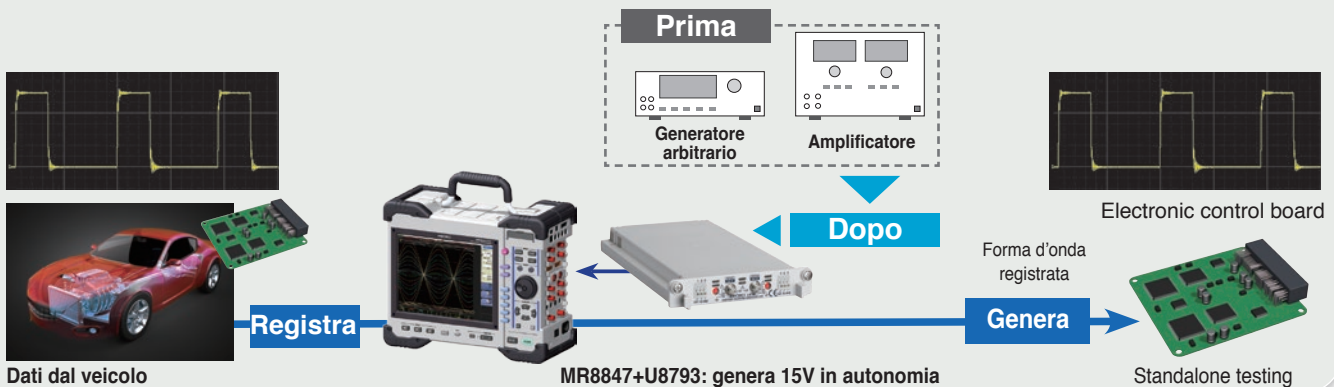 Prima
Generatore
arbitrario
Amplificatore
Dopo
Electronic control board
Forma d'onda
registrata
Registra
Genera
Dati dal veicolo
MR8847+U8793: genera 15V in autonomia
Standalone testing